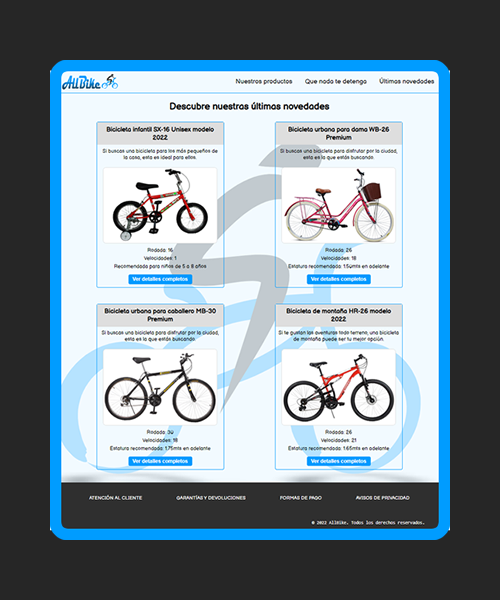 AllBike
Nuestros productos
Que nada te detenga
Últimas novedades
Descubre nuestras últimas novedades
Bicicleta infantil SX-16 Unisex modelo
2022
Si buscas una bicicleta para los más pequeños de
la casa, esta es ideal para ellos.
Rodada: 16
Velocidades: 1
Recomendada para niños de 5 a 8 años
Ver detalles completos
Bicicleta urbana para dama WB-26
Premium
Si buscas una bicicleta para disfrutar por la ciudad,
esta es la que estás buscando.
Rodada: 26
Velocidades: 18
Estatura recomendada: 1.50mts en adelante
Ver detalles completos
Bicicleta urbana para caballero MB-30
Premium
Si buscas una bicicleta para disfrutar por la ciudad,
esta es la que estás buscando.
Rodada: 30
Velocidades: 18
Estatura recomendada: 1.75mts en adelante
Ver detalles completos
Bicicleta de montaña HR-26 modelo
2022
Si te gustan las aventuras todo terreno, una bicicleta
de montaña puede ser tu mejor opción.
Rodada: 26
Velocidades: 21
Estatura recomendada: 1.65mts en adelante
Ver detalles completos
ATENCIÓN AL CLIENTE
GARANTÍAS Y DEVOLUCIONES
FORMAS DE PAGO
AVISOS DE PRIVACIDAD
© 2022 AllBike. Todos los derechos reservados.